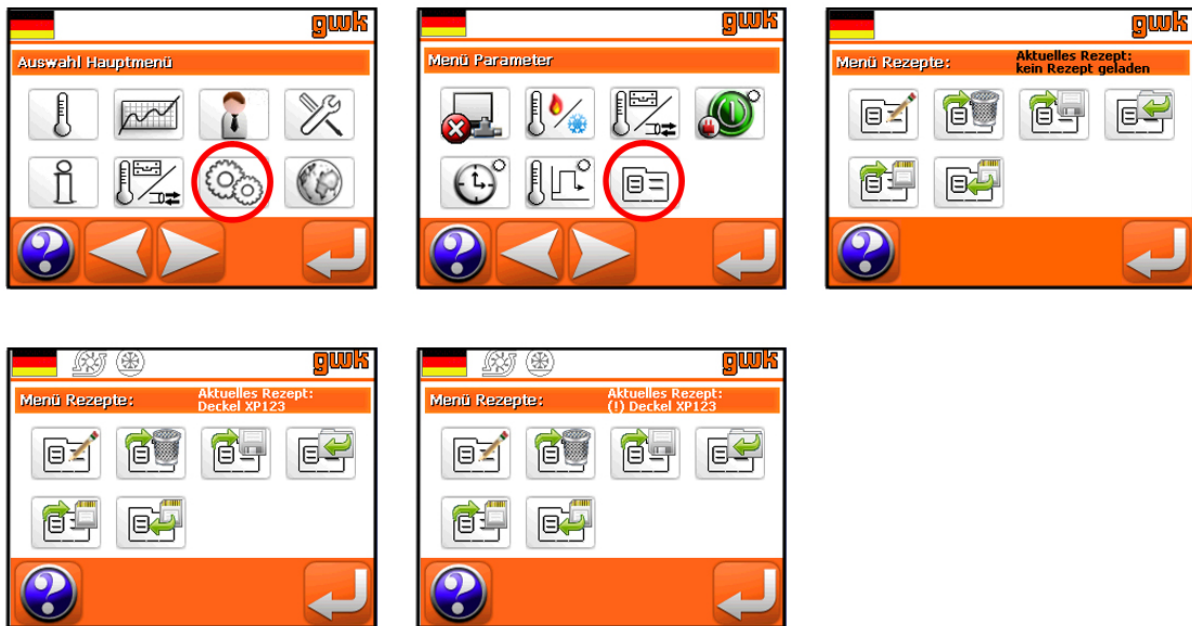 gwk
Auswahl Hauptmenü
?
gwk
Menü Parameter
?
gwk
Menü Rezepte:
Aktuelles Rezept:
kein Rezept geladen
?
gwk
Menü Rezepte:
Aktuelles Rezept:
Deckel XP123
?
gwk
Menü Rezepte:
Aktuelles Rezept:
(!) Deckel XP123
?